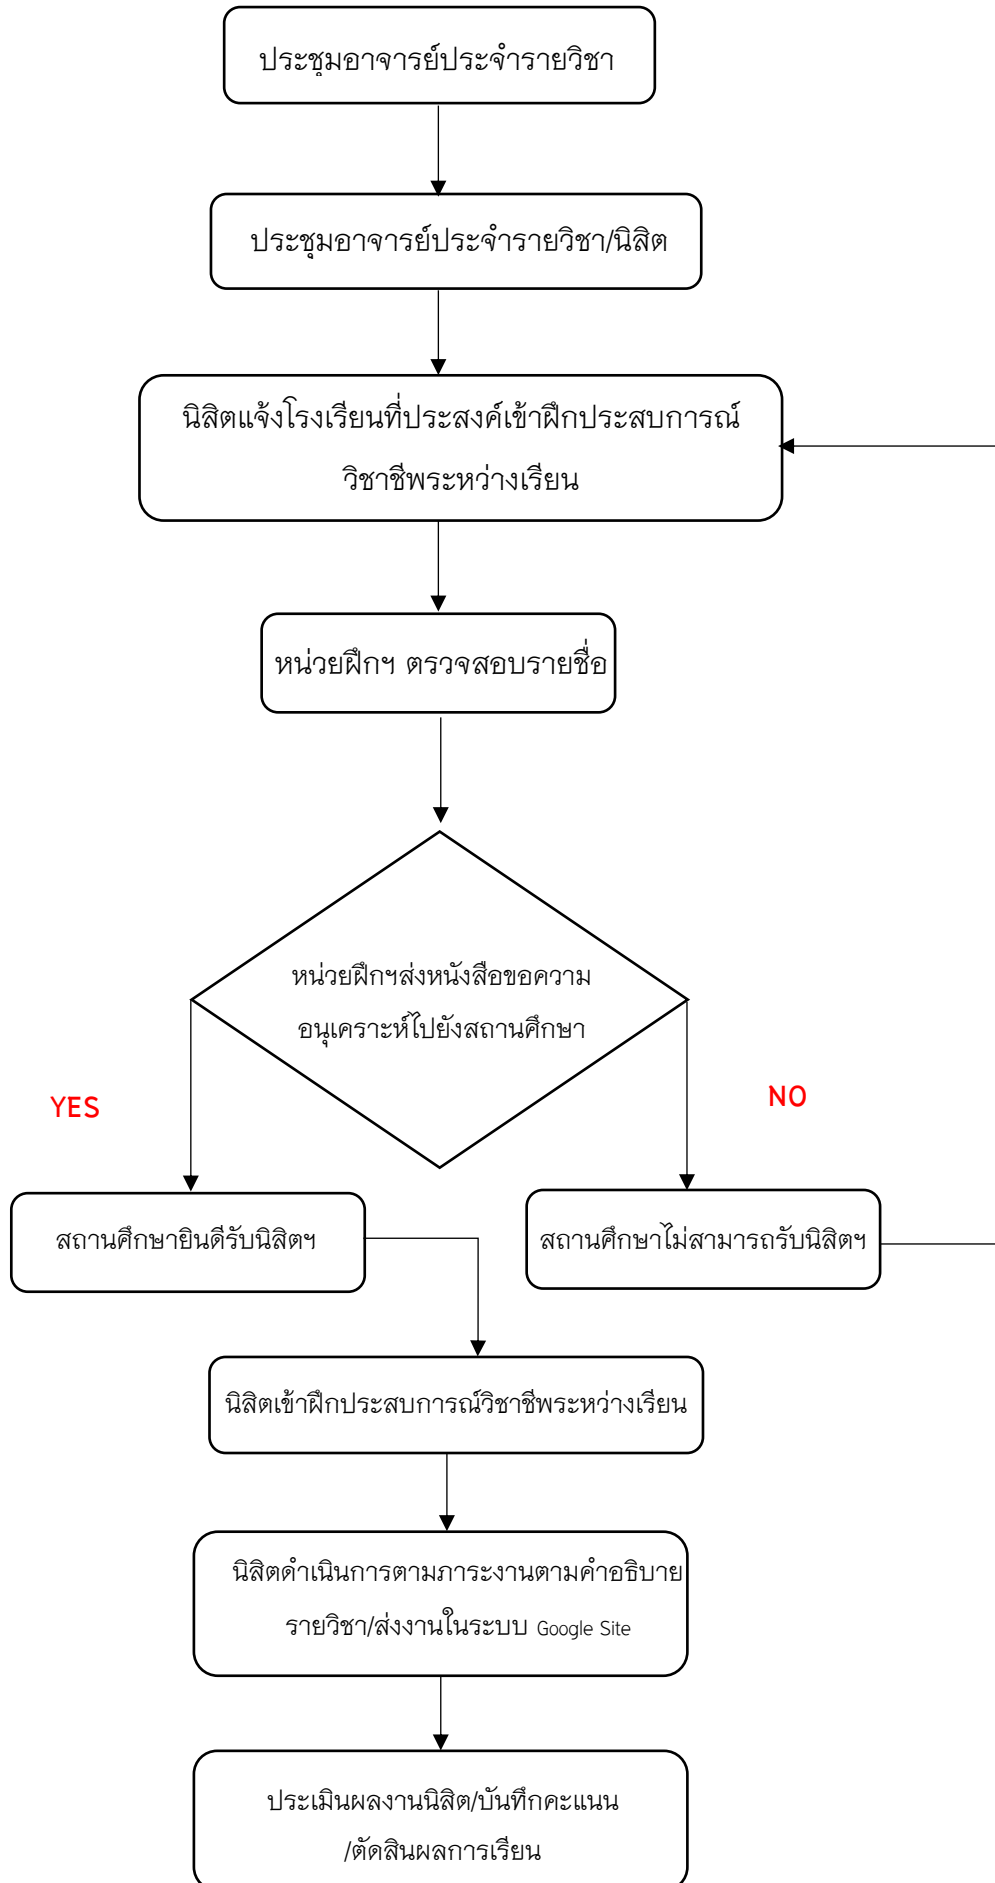 ประชุมอาจารย์ประจำรายวิชา
ประชุมอาจารย์ประจำรายวิชา/นิสิต
นิสิตแจ้งโรงเรียนที่ประสงค์เข้าฝึกประสบการณ์
วิชาชีพระหว่างเรียน
หน่วยฝึกฯ ตรวจสอบรายชื่อ
หน่วยฝึกฯส่งหนังสือขอความ
อนุเคราะห์ไปยังสถานศึกษา
YES
NO
สถานศึกษายินดีรับนิสิตฯ
สถานศึกษาไม่สามารถรับนิสิตฯ
นิสิตเข้าฝึกประสบการณ์วิชาชีพระหว่างเรียน
นิสิตดำเนินการตามภาระงานตามคำอธิบาย
รายวิชา/ส่งงานในระบบ Google Site
ประเมินผลงานนิสิต/บันทึกคะแนน
/ตัดสินผลการเรียน